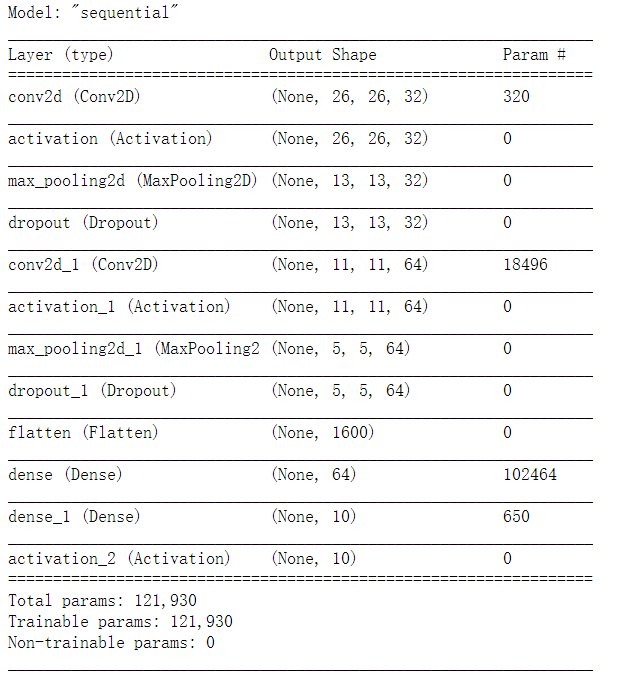 Model: "sequential"
_________________________________________________________________
Layer (type)                 Output Shape              Param #
=================================================================
conv2d (Conv2D)              (None, 26, 26, 32)        320
_________________________________________________________________
activation (Activation)      (None, 26, 26, 32)        0
_________________________________________________________________
max_pooling2d (MaxPooling2D) (None, 13, 13, 32)        0
_________________________________________________________________
dropout (Dropout)            (None, 13, 13, 32)        0
_________________________________________________________________
conv2d_1 (Conv2D)            (None, 11, 11, 64)        18496
_________________________________________________________________
activation_1 (Activation)    (None, 11, 11, 64)        0
_________________________________________________________________
max_pooling2d_1 (MaxPooling2 (None, 5, 5, 64)          0
_________________________________________________________________
dropout_1 (Dropout)          (None, 5, 5, 64)          0
_________________________________________________________________
flatten (Flatten)            (None, 1600)              0
_________________________________________________________________
dense (Dense)                (None, 64)                102464
_________________________________________________________________
dense_1 (Dense)              (None, 10)                650
_________________________________________________________________
activation_2 (Activation)    (None, 10)                0
=================================================================
Total params: 121,930
Trainable params: 121,930
Non-trainable params: 0
_________________________________________________________________